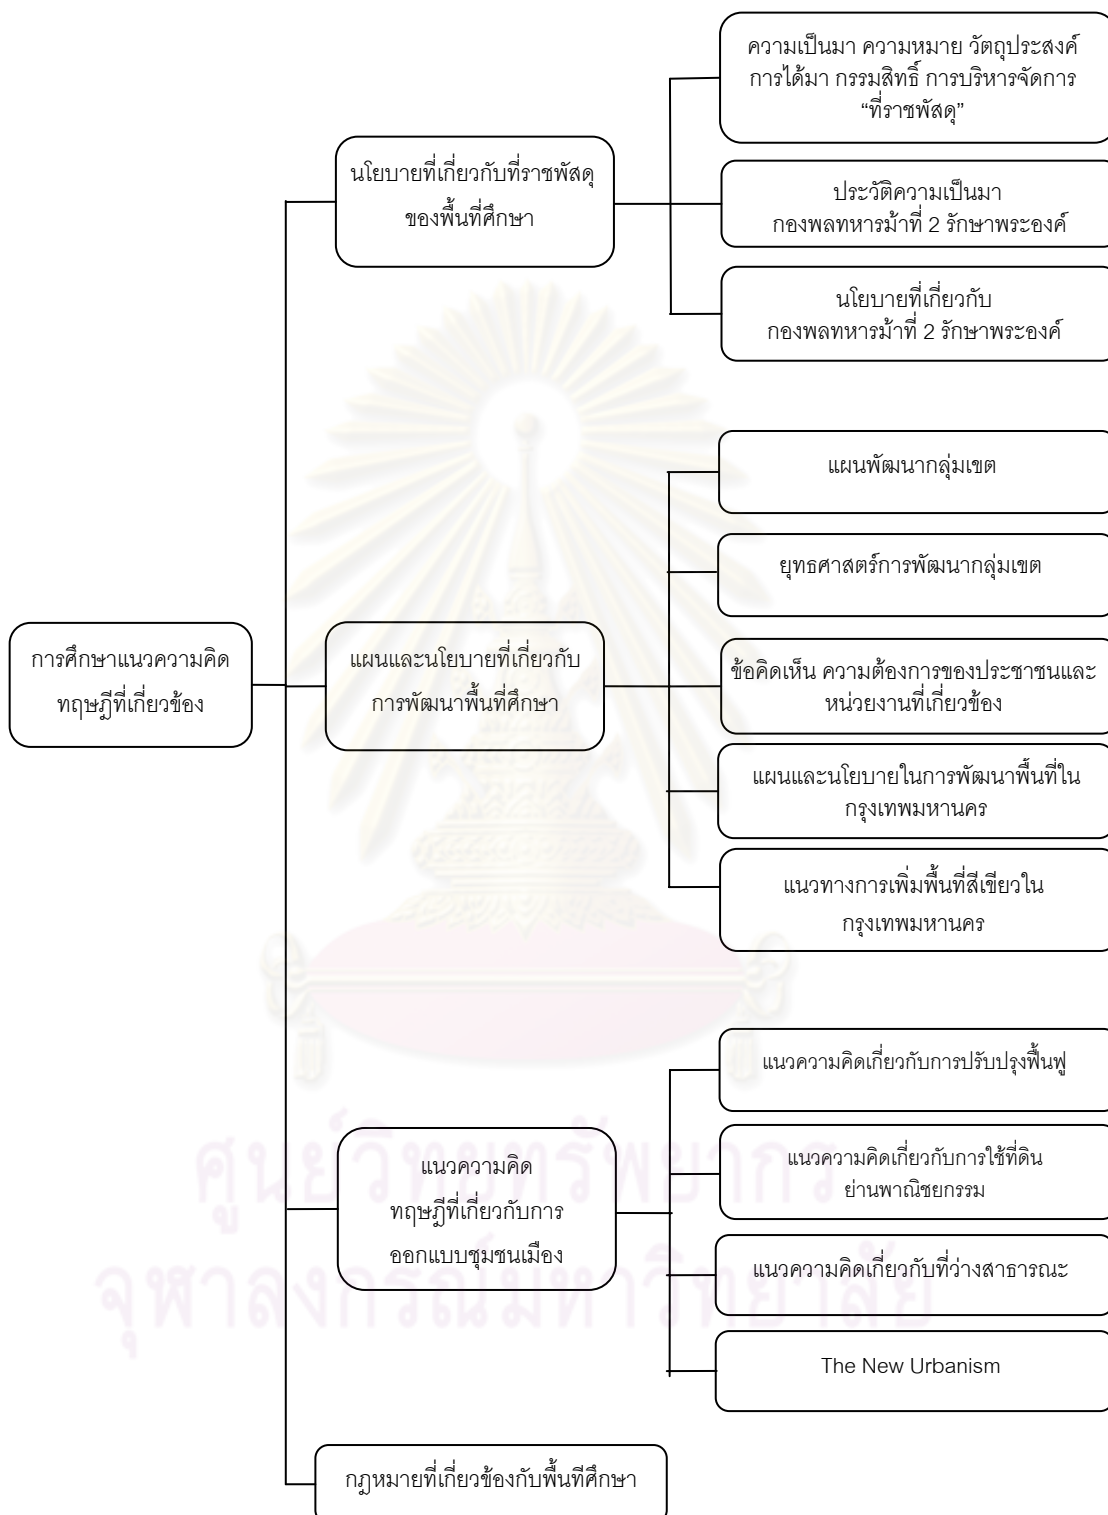 การศึกษาแนวความคิด
ทฤษฎีที่เกี่ยวข้อง
นโยบายที่เกี่ยวกับที่ราชพัสดุ
ของพื้นที่ศึกษา
ความเป็นมา ความหมาย วัตถุประสงค์
การได้มา กรรมสิทธิ์ การบริหารจัดการ
“ที่ราชพัสดุ”
ประวัติความเป็นมา
กองพลทหารม้าที่ 2 รักษาพระองค์
นโยบายที่เกี่ยวกับ
กองพลทหารม้าที่ 2 รักษาพระองค์
แผนและนโยบายที่เกี่ยวกับ
การพัฒนาพื้นที่ศึกษา
แผนพัฒนากลุ่มเขต
ยุทธศาสตร์การพัฒนากลุ่มเขต
ข้อคิดเห็น ความต้องการของประชาชนและ
หน่วยงานที่เกี่ยวข้อง
แผนและนโยบายในการพัฒนาพื้นที่ใน
กรุงเทพมหานคร
แนวทางการเพิ่มพื้นที่สีเขียวใน
กรุงเทพมหานคร
แนวความคิด
ทฤษฎีที่เกี่ยวกับการ
ออกแบบชุมชนเมือง
แนวความคิดเกี่ยวกับการปรับปรุงฟื้นฟู
แนวความคิดเกี่ยวกับการใช้ที่ดิน
ย่านพาณิชยกรรม
แนวความคิดเกี่ยวกับที่ว่างสาธารณะ
The New Urbanism
กฎหมายที่เกี่ยวข้องกับพื้นที่ศึกษา
ศูนย์วิทยทรัพยากร
จุฬาลงกรณ์มหาวิทยาลัย